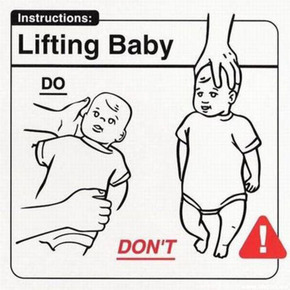 Instructions:
Lifting Baby
DO
DON'T
!